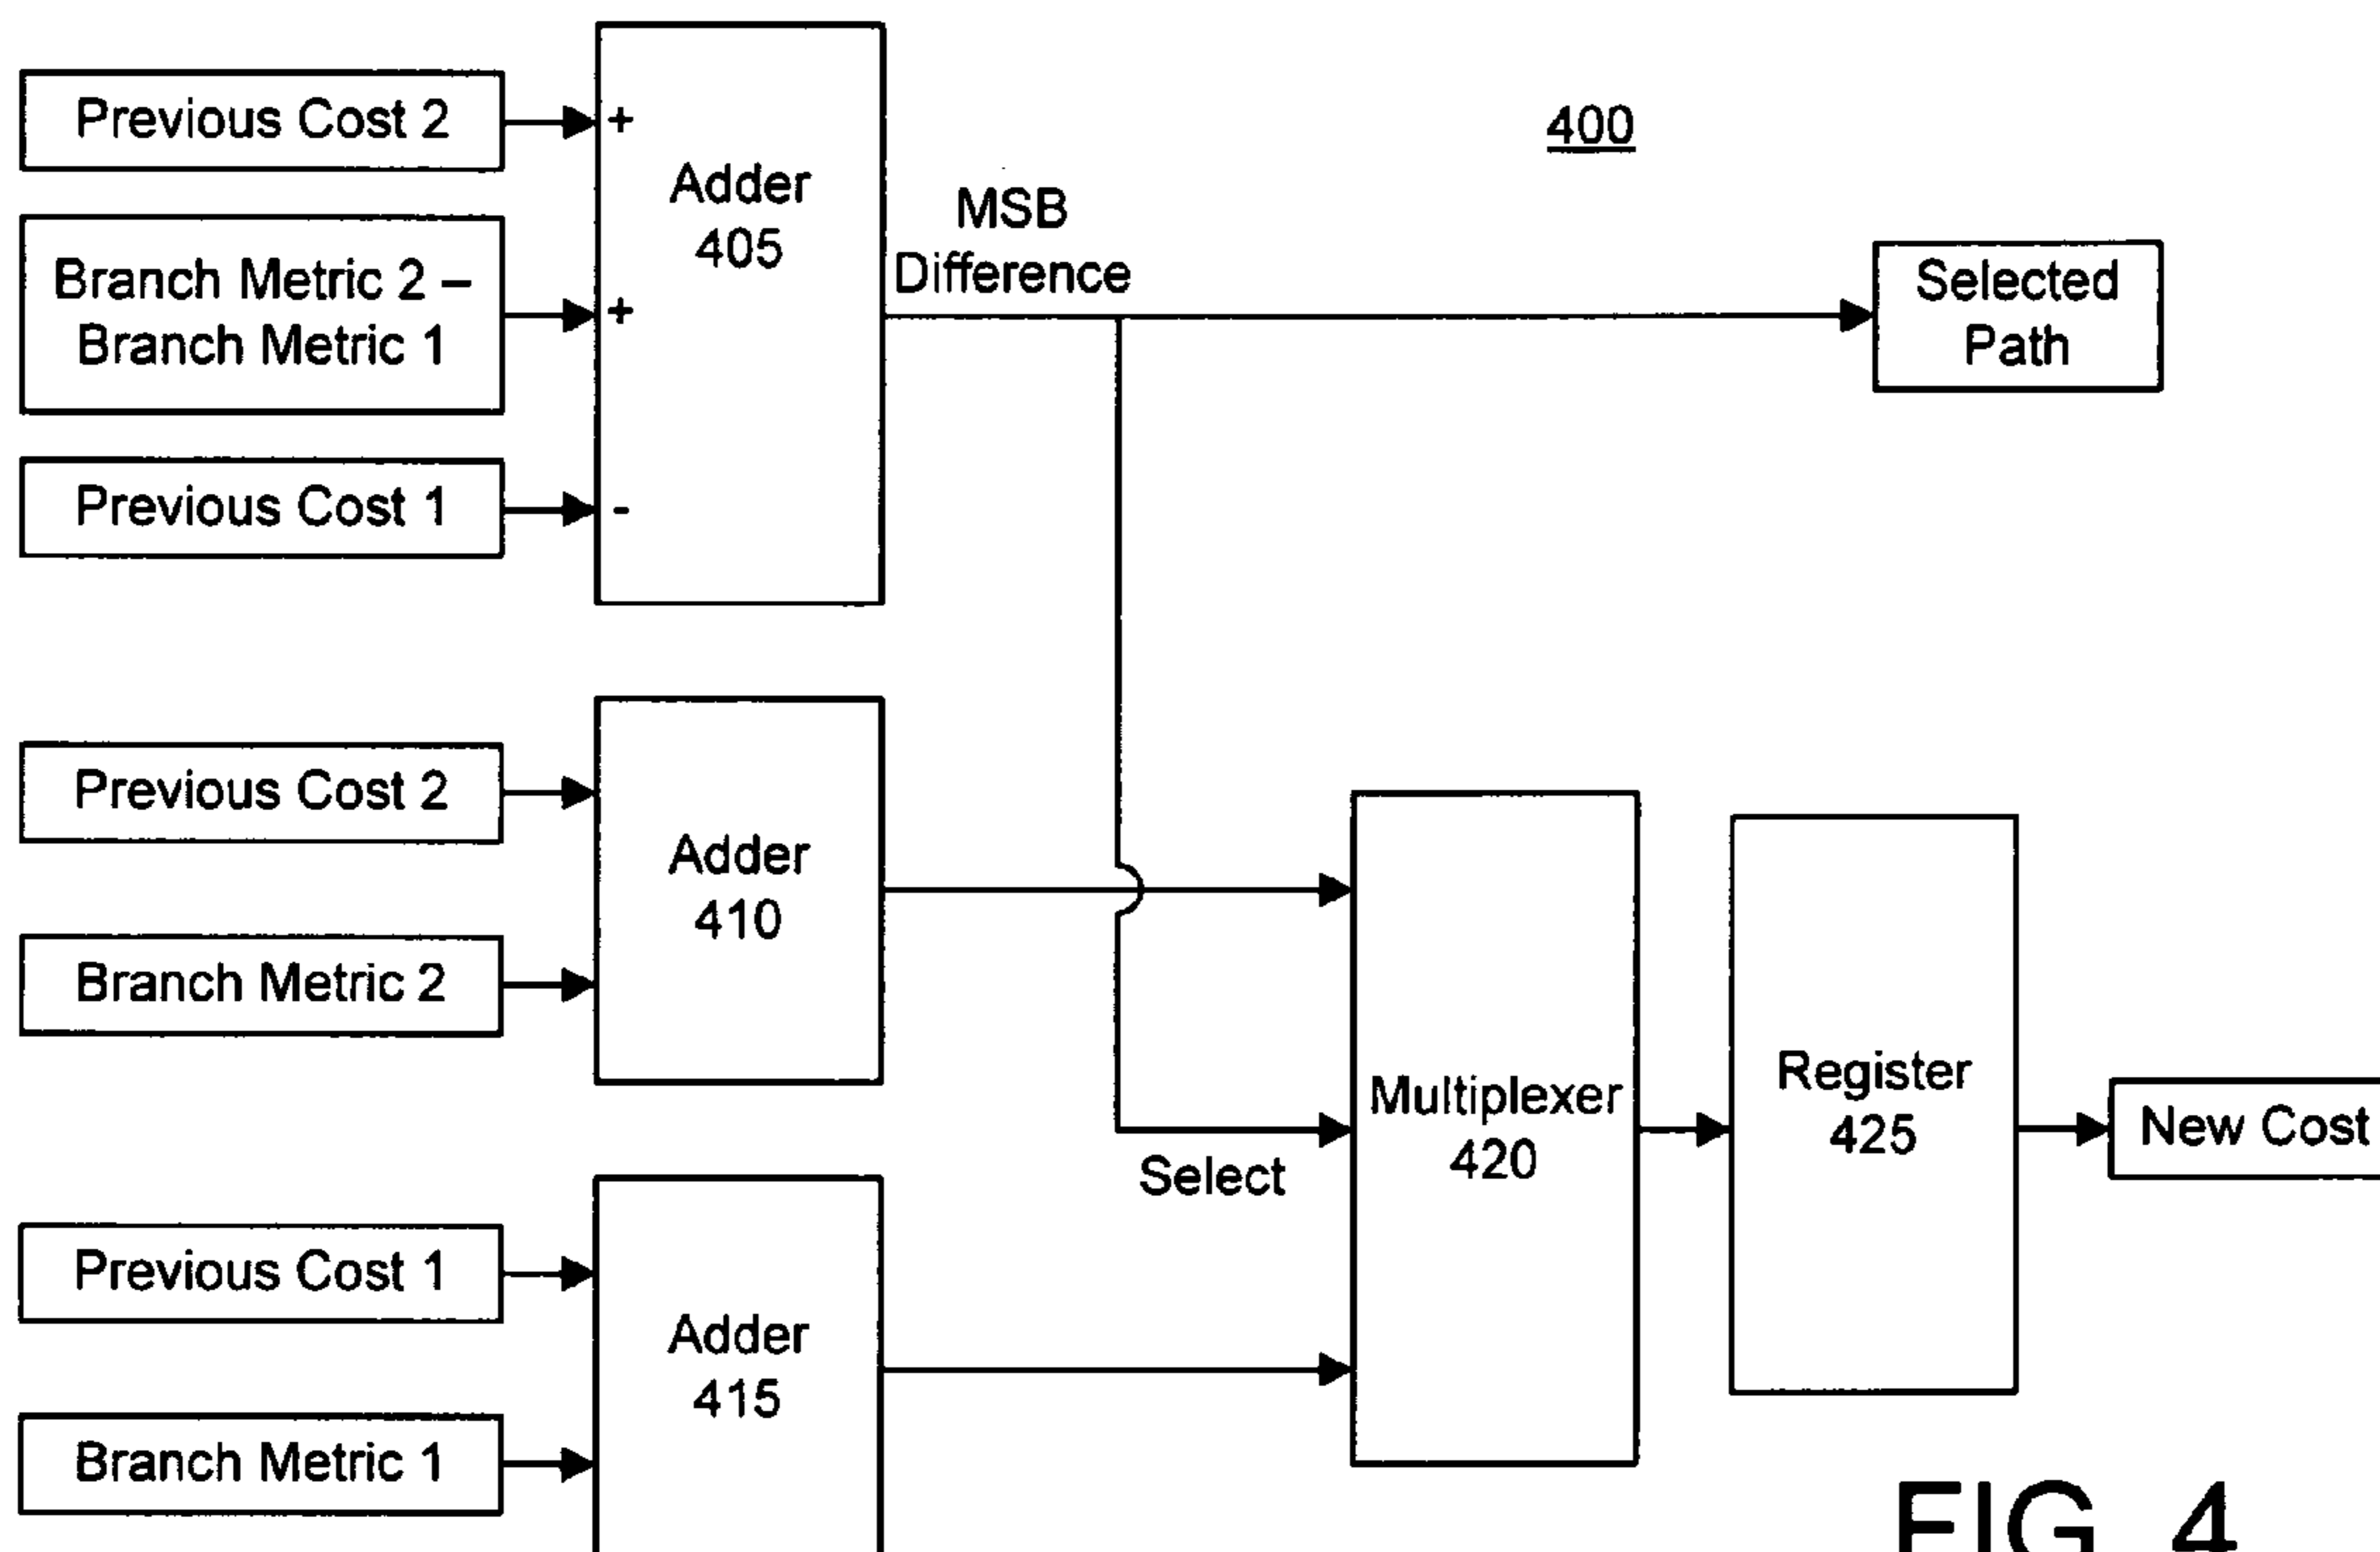 Previous Cost 2
+
Adder
405
400
MSB
Difference
Branch Metric 2 –
Branch Metric 1
+
Selected
Path
Previous Cost 1
-
Previous Cost 2
Adder
410
Branch Metric 2
Multiplexer
420
Select
Register
425
New Cost
Previous Cost 1
Adder
415
Branch Metric 1
FIG. 4